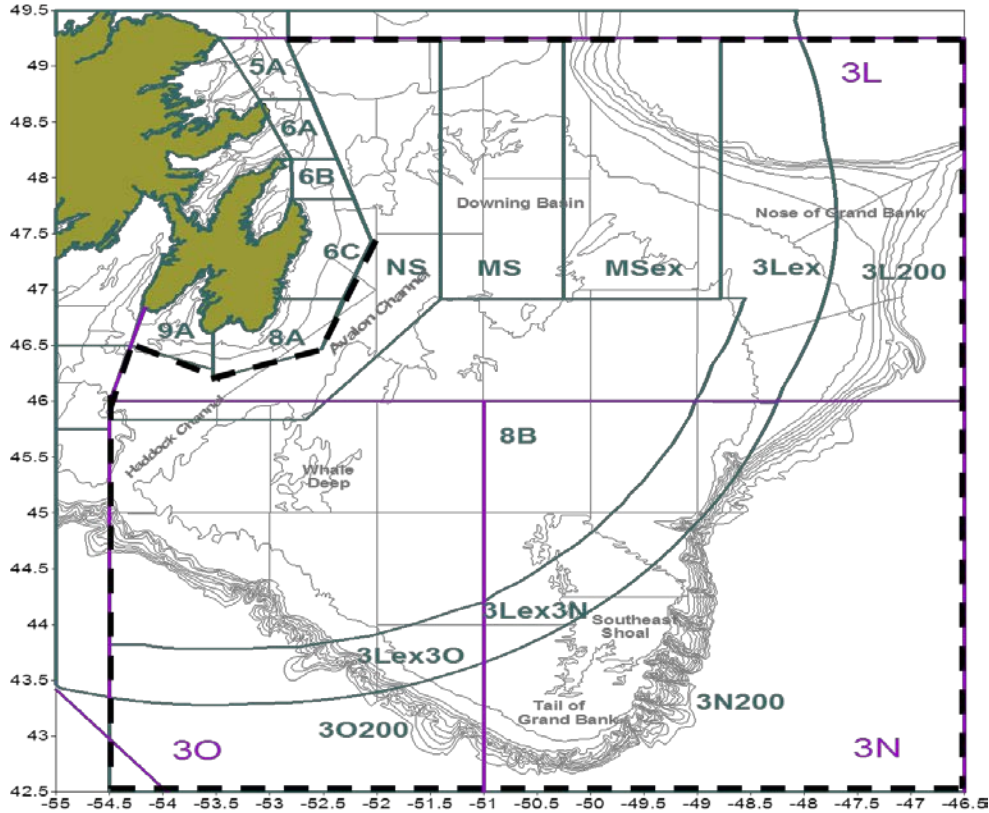 49.5
49
48.5
48
47.5
47
46.5
46
45.5
45
44.5
44
43.5
43
42.5
5A
3L
6A
6B
Downing Basin
Nose of Grand Bank
6C
NS
MS
MSex
3Lex
3L200
9A
8A
Avalon Channel
Haddock Channel
8B
Whale
Deep
3Lex3N
Southeast
Shoal
3Lex3O
3O200
Tail of
Grand Bank
3N200
3O
3N
-55 -54.5 -54 -53.5 -53 -52.5 -52 -51.5 -51 -50.5 -50 -49.5 -49 -48.5 -48 -47.5 -47 -46.5